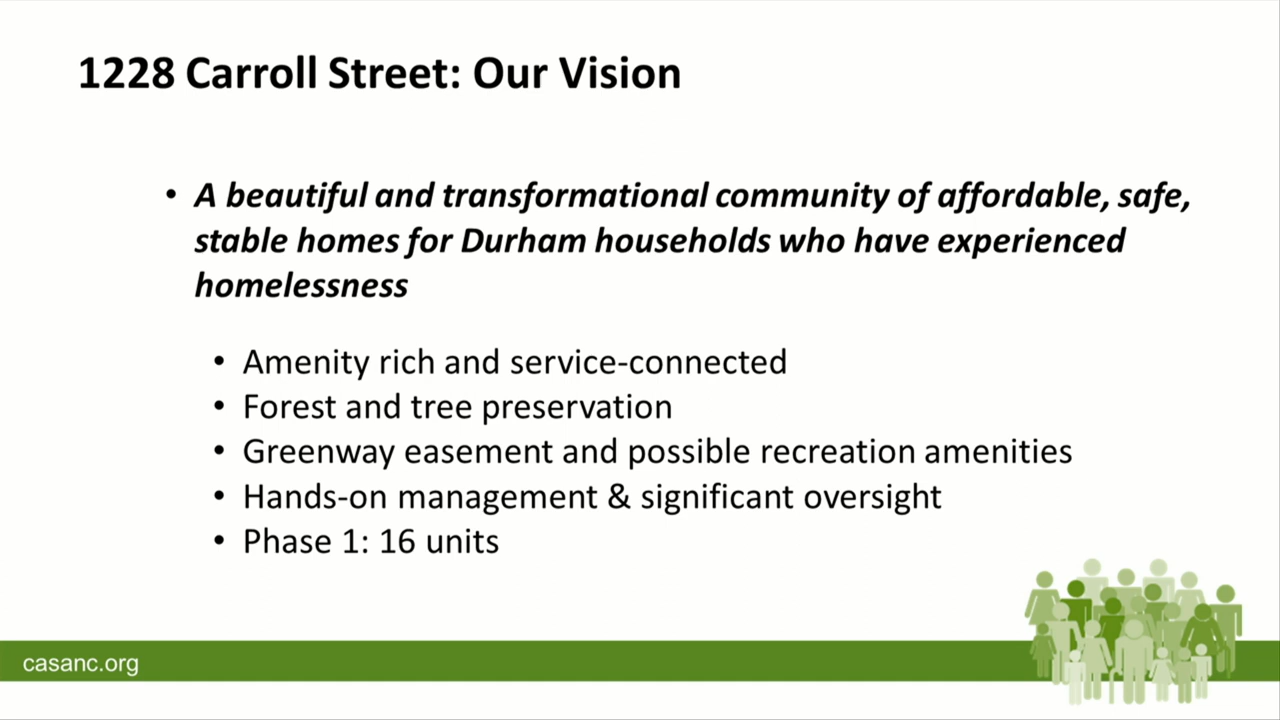 1228 Carroll Street: Our Vision
• A beautiful and transformational community of affordable, safe,
stable homes for Durham households who have experienced
homelessness
• Amenity rich and service-connected
• Forest and tree preservation
• Greenway easement and possible recreation amenities
• Hands-on management & significant oversight
• Phase 1: 16 units
casanc.org